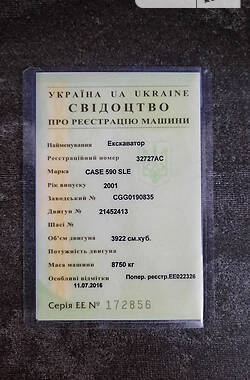 УКРАЇНА UA UKRAINE
СВІДОЦТВО
ПРО РЕЄСТРАЦІЮ МАШИНИ
Найменування Екскаватор
Реєстраційний номер 32727АС
Марка CASE 590 SLE
Рік випуску 2001
Заводський № CGG0190835
Двигун № 21452413
Шасі №
Об'єм двигуна 3922 см.куб.
Потужність двигуна
Маса машини 8750 кг
Особливі відмітки Попер. реєстр.ЕЕ022326
11.07.2016
Серія ЕЕ № 172856